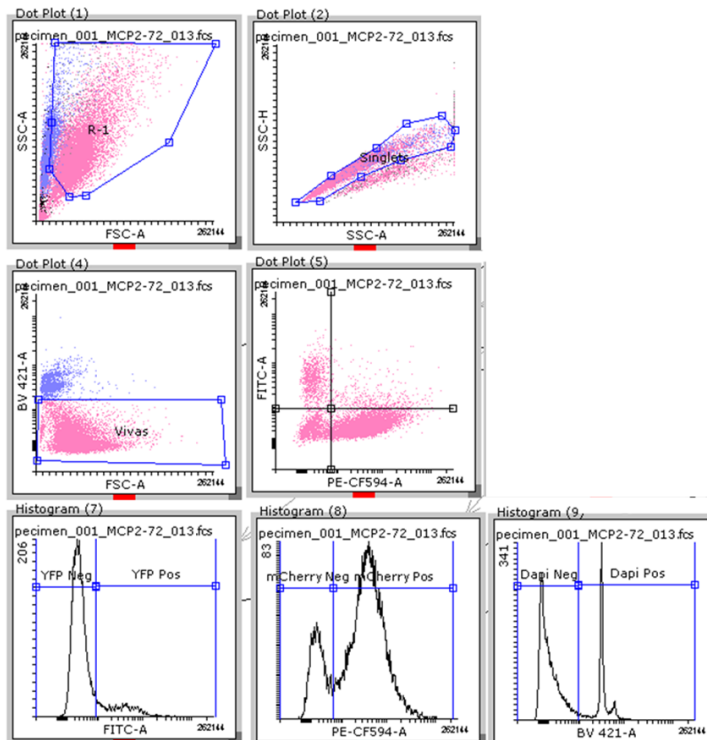 Dot Plot (1)
pecimen_001_MCP2-72_013.fcs
262144
SSC-A
R-1
FSC-A
262144
Dot Plot (2)
pecimen_001_MCP2-72_013.fcs
262144
SSC-H
Singlets
SSC-A
262144
Dot Plot (4)
pecimen_001_MCP2-72_013.fcs
262144
BV 421-A
Vivas
FSC-A
262144
Dot Plot (5)
pecimen_001_MCP2-72_013.fcs
262144
FITC-A
PE-CF594-A
262144
Histogram (7)
pecimen_001_MCP2-72_013.fcs
206
YFP Neg
YFP Pos
FITC-A
262144
Histogram (8)
pecimen_001_MCP2-72_013.fcs
83
mCherry Neg
mCherry Pos
PE-CF594-A
262144
Histogram (9)
pecimen_001_MCP2-72_013.fcs
341
Dapi Neg
Dapi Pos
BV 421-A
262144